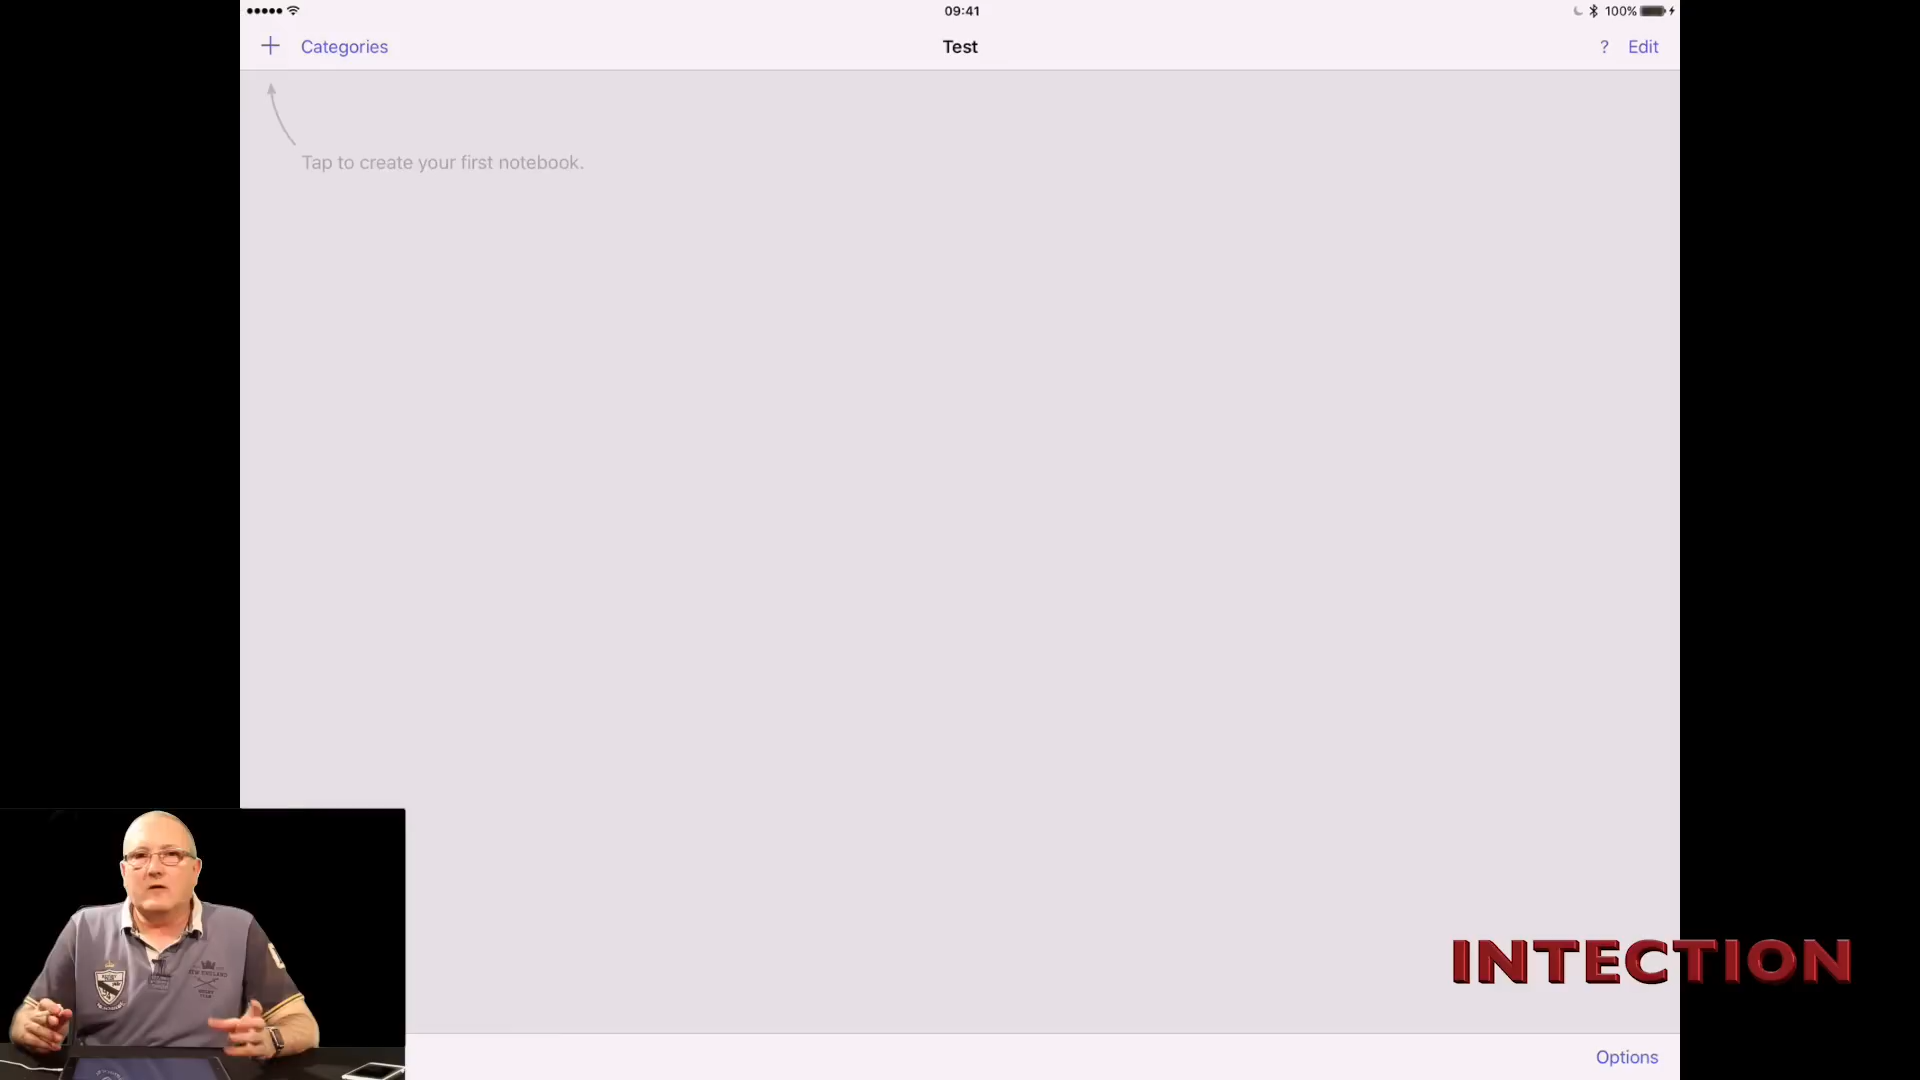 09:41
100%
+ Categories
Test
? Edit
Tap to create your first notebook.
INTECTION
Options